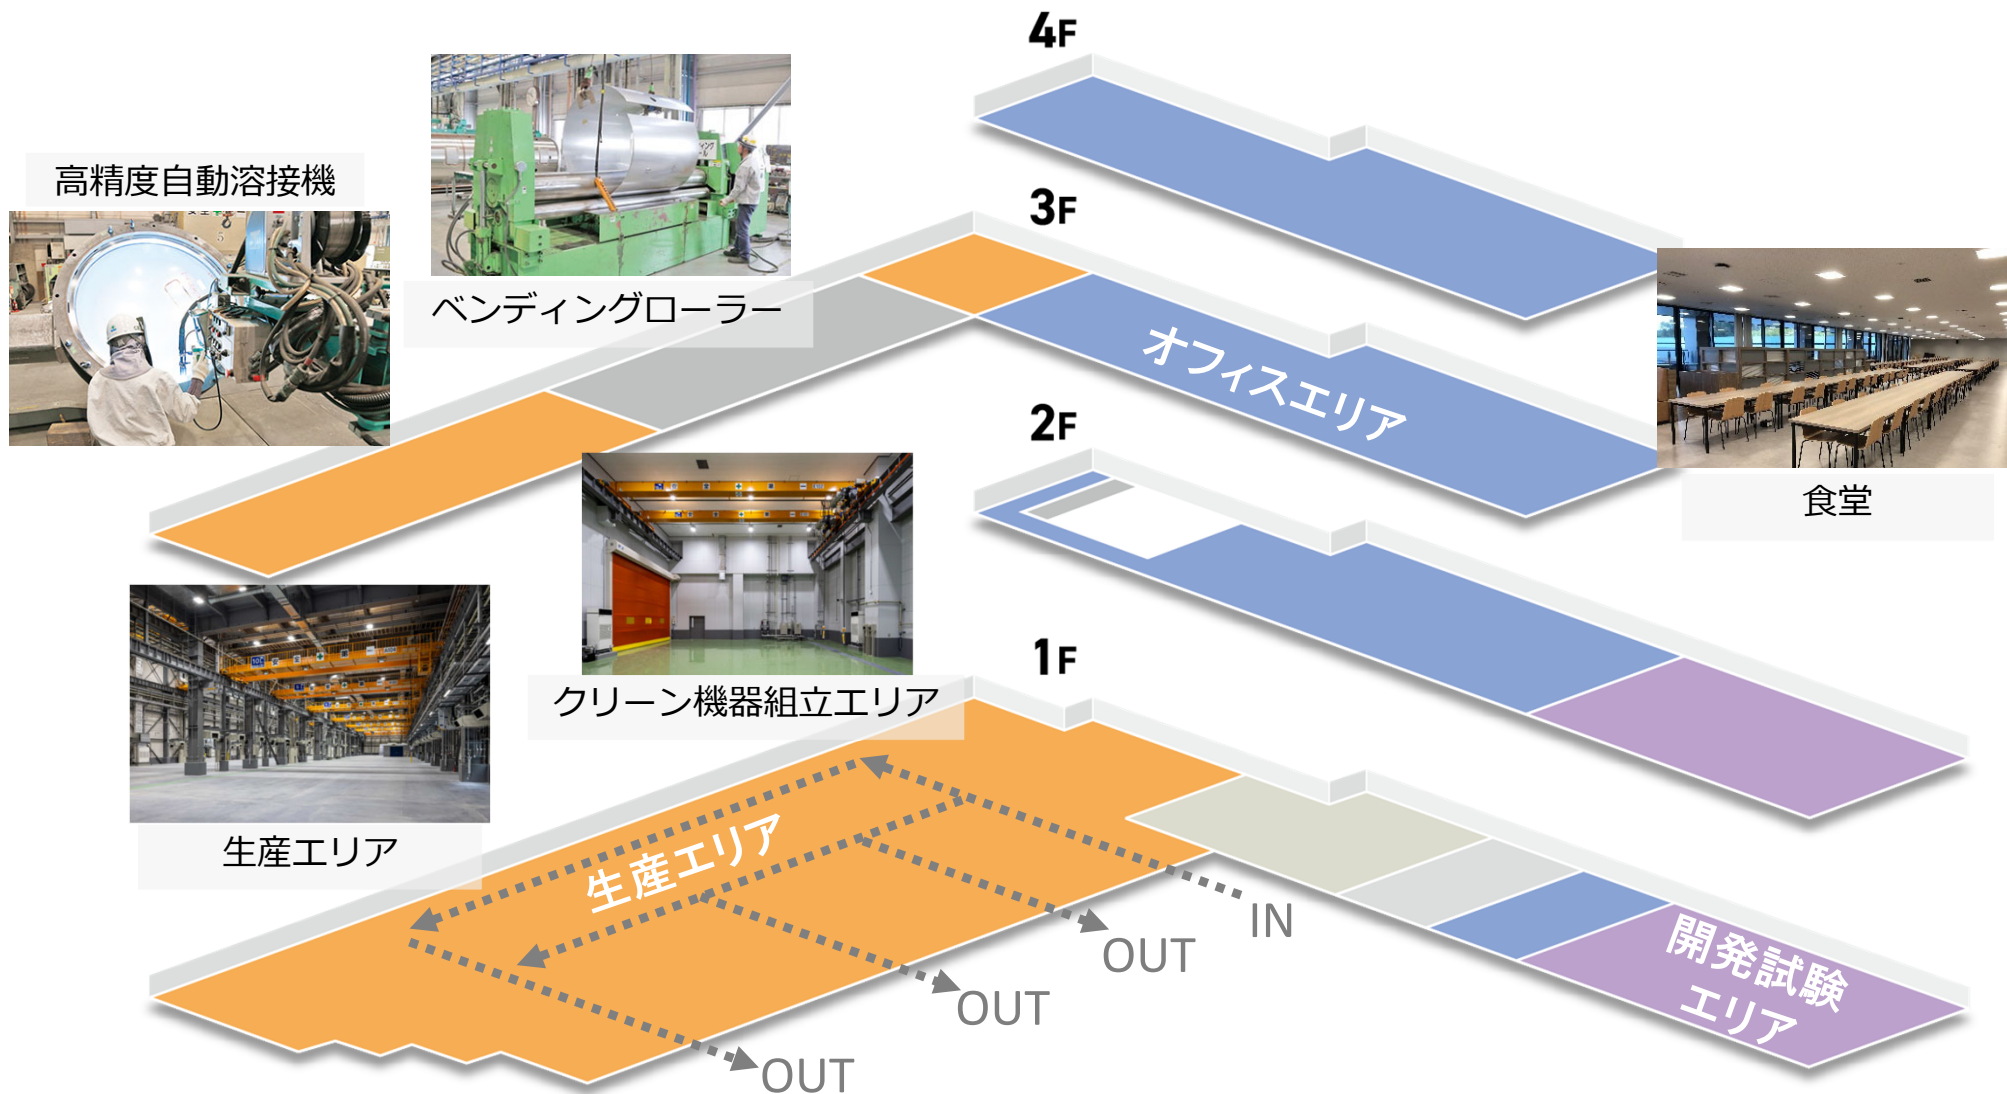 4F
高精度自動溶接機
ベンディングローラー
3F
オフィスエリア
2F
食堂
1F
クリーン機器組立エリア
生産エリア
生産エリア
IN
OUT
OUT
OUT
開発試験
エリア